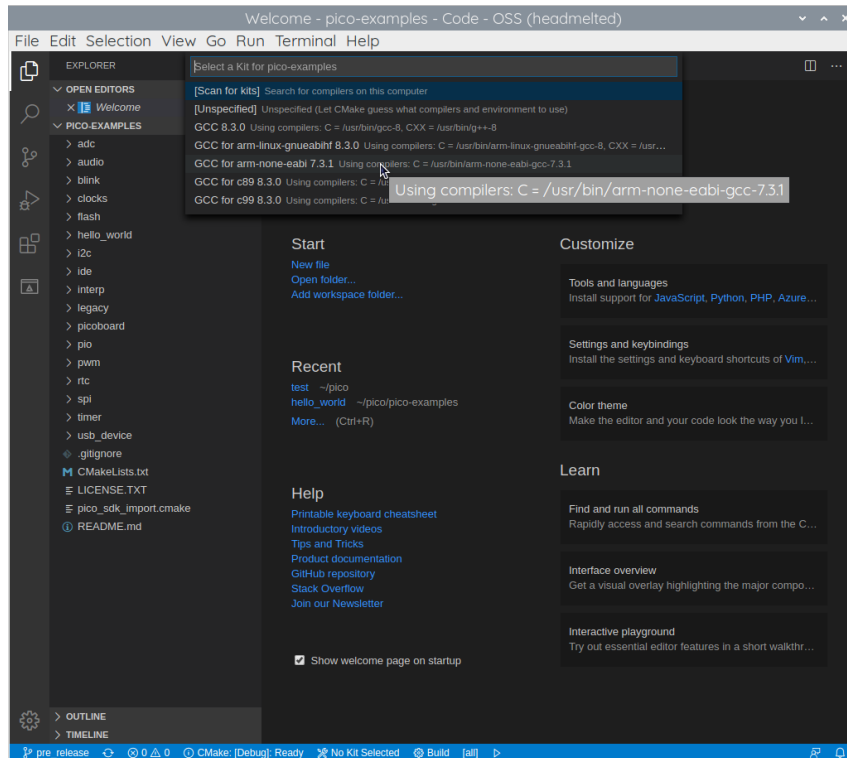 Welcome - pico-examples - Code - OSS (headmelted)
File Edit Selection View Go Run Terminal Help
EXPLORER
OPEN EDITORS
Welcome
PICO-EXAMPLES
adc
audio
blink
clocks
flash
hello_world
i2c
ide
interp
legacy
picoboard
pio
pwm
rtc
spi
timer
usb_device
.gitignore
CMakeLists.txt
LICENSE.TXT
pico_sdk_import.cmake
README.md
OUTLINE
TIMELINE
Select a Kit for pico-examples
[Scan for kits] Search for compilers on this computer
[Unspecified] Unspecified (Let CMake guess what compilers and environment to use)
GCC 8.3.0 Using compilers: C = /usr/bin/gcc-8, CXX = /usr/bin/g++-8
GCC for arm-linux-gnueabihf 8.3.0 Using compilers: C = /usr/bin/arm-linux-gnueabihf-gcc-8, CXX = /usr...
GCC for arm-none-eabi 7.3.1 Using compilers: C = /usr/bin/arm-none-eabi-gcc-7.3.1
GCC for c89 8.3.0 Using compilers: C = /us
GCC for c99 8.3.0 Using compilers: C = /us
Using compilers: C = /usr/bin/arm-none-eabi-gcc-7.3.1
Start
New file
Open folder...
Add workspace folder...
Recent
test ~/pico
hello_world ~/pico/pico-examples
More... (Ctrl+R)
Help
Printable keyboard cheatsheet
Introductory videos
Tips and Tricks
Product documentation
GitHub repository
Stack Overflow
Join our Newsletter
Show welcome page on startup
Customize
Tools and languages
Install support for JavaScript, Python, PHP, Azure...
Settings and keybindings
Install the settings and keyboard shortcuts of Vim,...
Color theme
Make the editor and your code look the way you l...
Learn
Find and run all commands
Rapidly access and search commands from the C...
Interface overview
Get a visual overlay highlighting the major compo...
Interactive playground
Try out essential editor features in a short walkthr...
pre_release 0 0 CMake: [Debug]: Ready No Kit Selected Build [all]